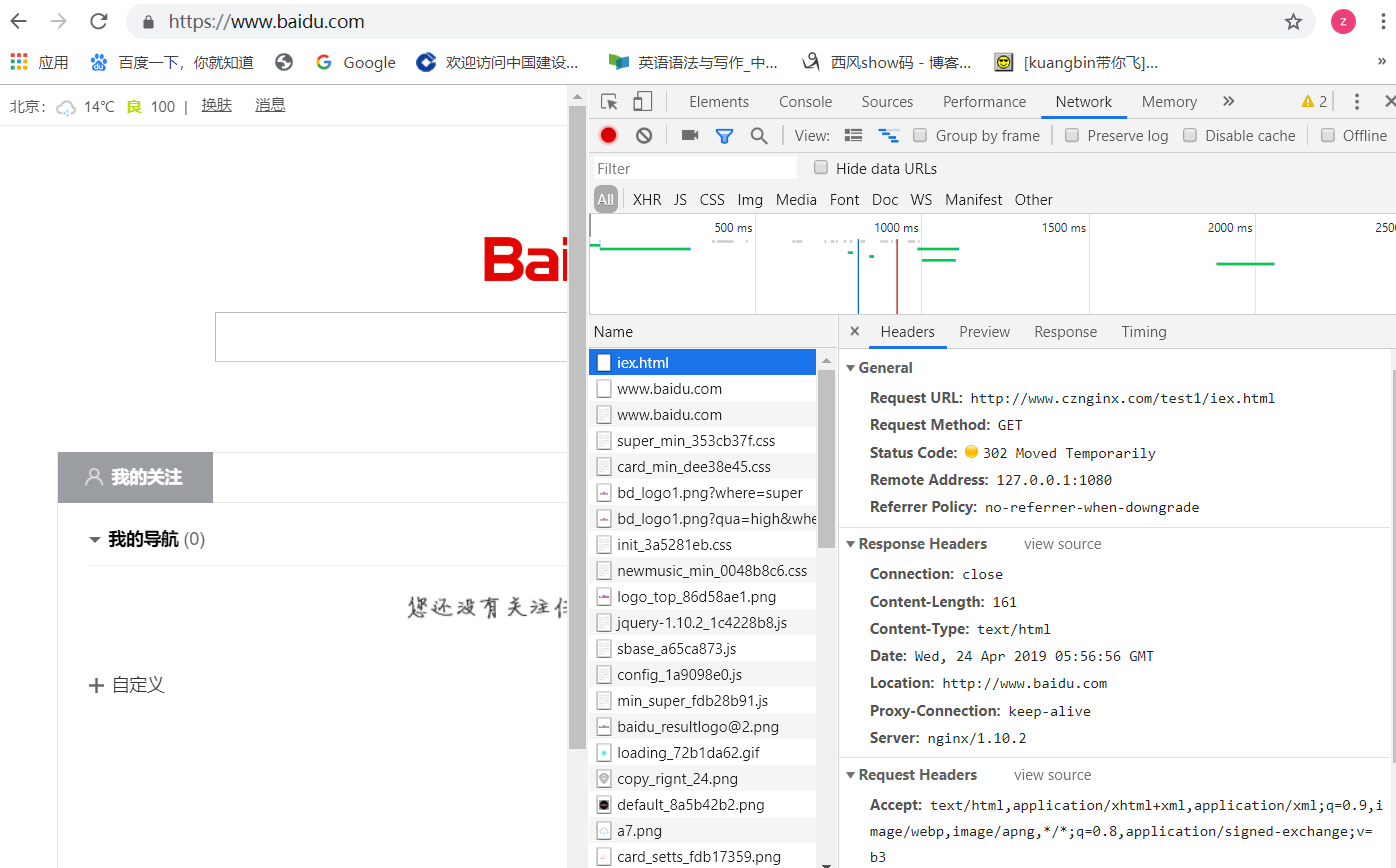 https://www.baidu.com
z
应用 百度一下，你就知道 Google 欢迎访问中国建设... 英语语法与写作_中... 西风show码 - 博客... [kuangbin带你飞]... »
北京： 14℃ 良 100 | 换肤 消息
Bai
我的关注
我的导航 (0)
您还没有关注
自定义
Elements Console Sources Performance Network Memory » 2
View: Group by frame Preserve log Disable cache Offline
Filter Hide data URLs
All XHR JS CSS Img Media Font Doc WS Manifest Other
500 ms 1000 ms 1500 ms 2000 ms 250
Name
iex.html
www.baidu.com
www.baidu.com
super_min_353cb37f.css
card_min_dee38e45.css
bd_logo1.png?where=super
bd_logo1.png?qua=high&whe
init_3a5281eb.css
newmusic_min_0048b8c6.css
logo_top_86d58ae1.png
jquery-1.10.2_1c4228b8.js
sbase_a65ca873.js
config_1a9098e0.js
min_super_fdb28b91.js
baidu_resultlogo@2.png
loading_72b1da62.gif
copy_rignt_24.png
default_8a5b42b2.png
a7.png
card_setts_fdb17359.png
× Headers Preview Response Timing
General
Request URL: http://www.cznginx.com/test1/iex.html
Request Method: GET
Status Code: 302 Moved Temporarily
Remote Address: 127.0.0.1:1080
Referrer Policy: no-referrer-when-downgrade
Response Headers view source
Connection: close
Content-Length: 161
Content-Type: text/html
Date: Wed, 24 Apr 2019 05:56:56 GMT
Location: http://www.baidu.com
Proxy-Connection: keep-alive
Server: nginx/1.10.2
Request Headers view source
Accept: text/html,application/xhtml+xml,application/xml;q=0.9,i
mage/webp,image/apng,*/*;q=0.8,application/signed-exchange;v=
b3